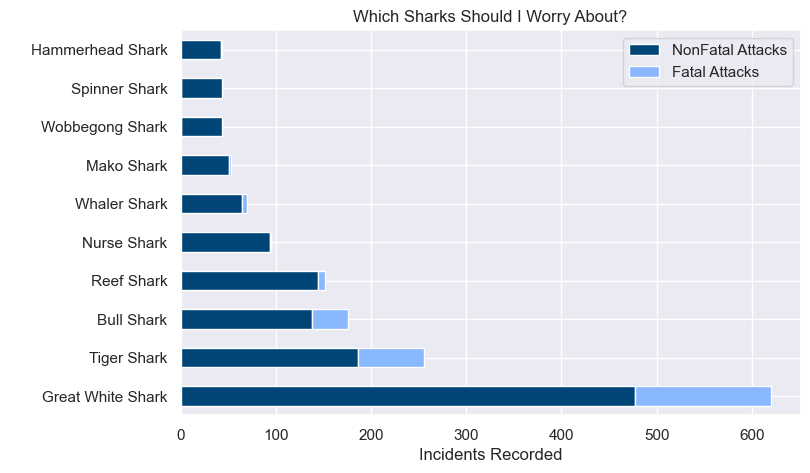 Which Sharks Should I Worry About?
NonFatal Attacks
Fatal Attacks
Hammerhead Shark
Spinner Shark
Wobbegong Shark
Mako Shark
Whaler Shark
Nurse Shark
Reef Shark
Bull Shark
Tiger Shark
Great White Shark
0 100 200 300 400 500 600
Incidents Recorded